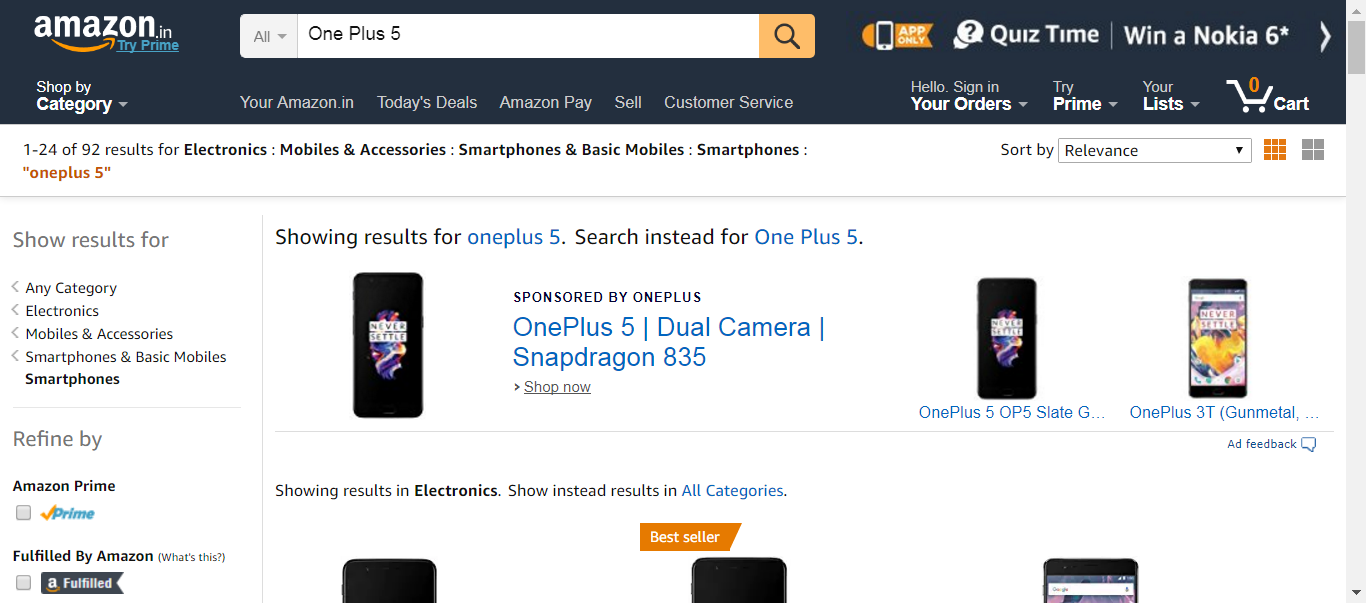 amazon.in
Try Prime
All
One Plus 5
APP ONLY
Quiz Time | Win a Nokia 6*
Shop by
Category
Your Amazon.in
Today's Deals
Amazon Pay
Sell
Customer Service
Hello. Sign in
Your Orders
Try
Prime
Your
Lists
0
Cart
1-24 of 92 results for Electronics : Mobiles & Accessories : Smartphones & Basic Mobiles : Smartphones :
"oneplus 5"
Sort by Relevance
Show results for
Any Category
Electronics
Mobiles & Accessories
Smartphones & Basic Mobiles
Smartphones
Refine by
Amazon Prime
Prime
Fulfilled By Amazon (What's this?)
a Fulfilled
Showing results for oneplus 5. Search instead for One Plus 5.
NEVER
SETTLE
SPONSORED BY ONEPLUS
OnePlus 5 | Dual Camera |
Snapdragon 835
Shop now
NEVER
SETTLE
OnePlus 5 OP5 Slate G...
NEVER
SETTLE
OnePlus 3T (Gunmetal, ...
Ad feedback
Showing results in Electronics. Show instead results in All Categories.
Best seller
Google